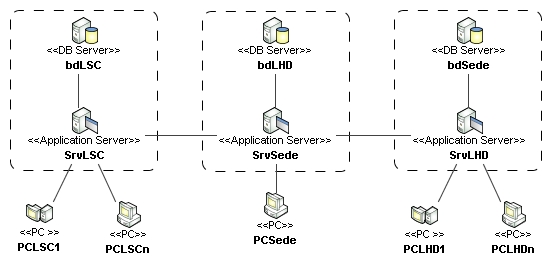 <<DB Server>>
bdLSC
<<DB Server>>
bdLHD
<<DB Server>>
bdSede
<<Application Server>>
SrvLSC
<<Application Server>>
SrvSede
<<Application Server>>
SrvLHD
<<PC >>
PCLSC1
<<PC>>
PCLSCn
<<PC>>
PCSede
<<PC >>
PCLHD1
<<PC>>
PCLHDn